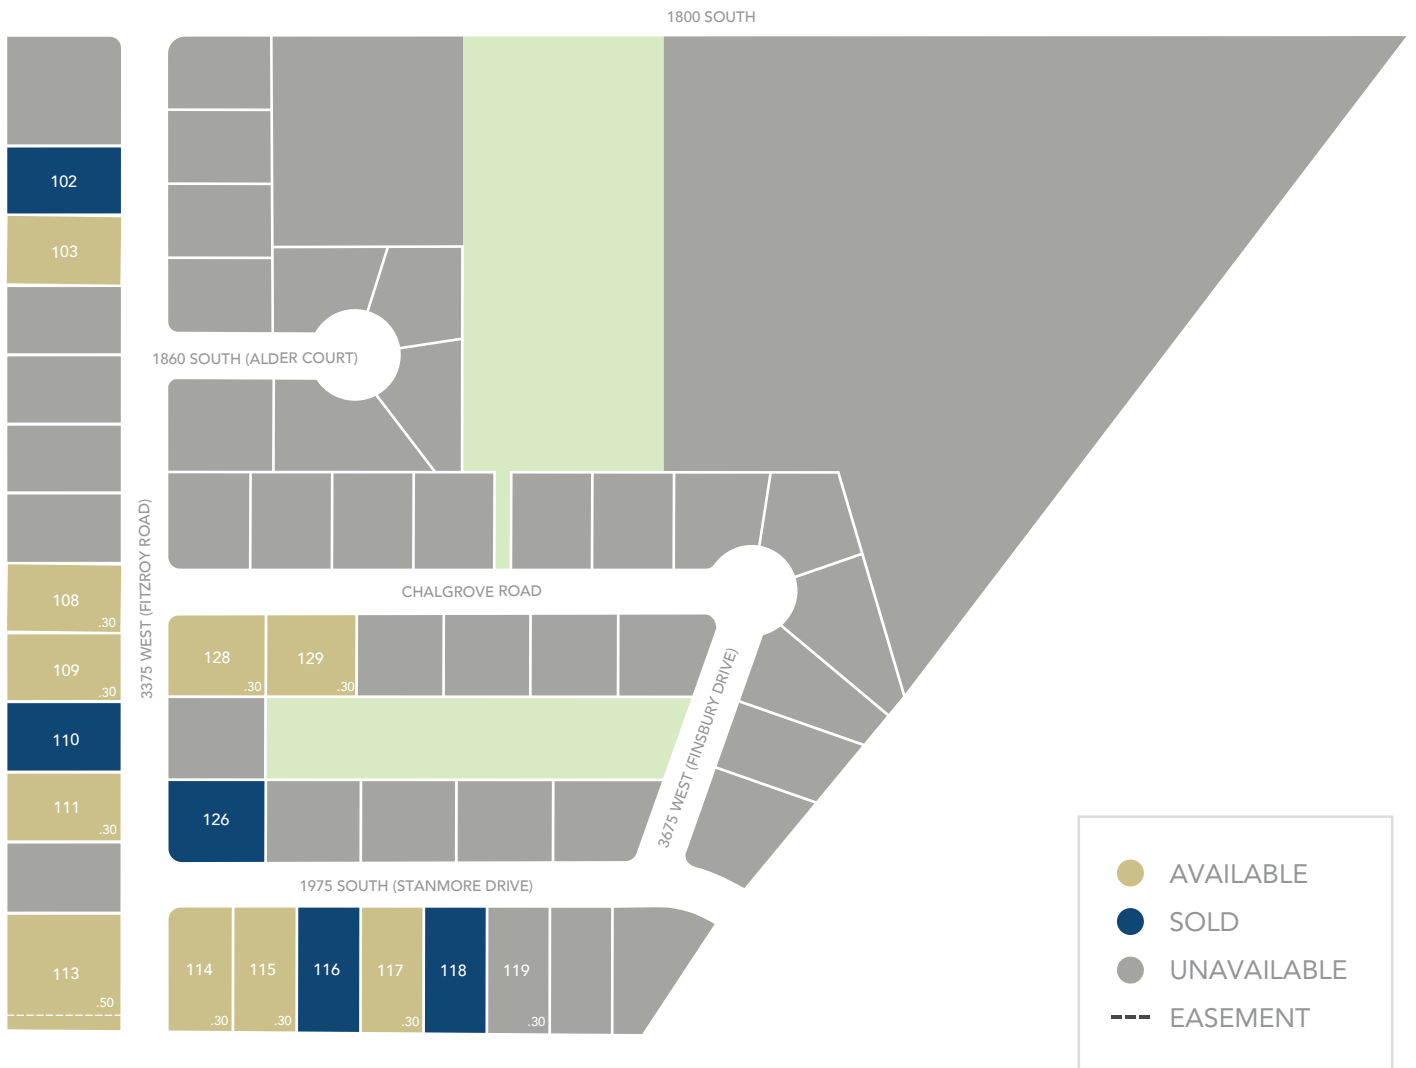 1800 SOUTH
102
103
1860 SOUTH (ALDER COURT)
3375 WEST (FITZROY ROAD)
CHALGROVE ROAD
108
.30
109
.30
128
.30
129
.30
3675 WEST (FINSBURY DRIVE)
110
111
.30
126
1975 SOUTH (STANMORE DRIVE)
113
.50
114
.30
115
.30
116
117
.30
118
119
.30
AVAILABLE
SOLD
UNAVAILABLE
EASEMENT